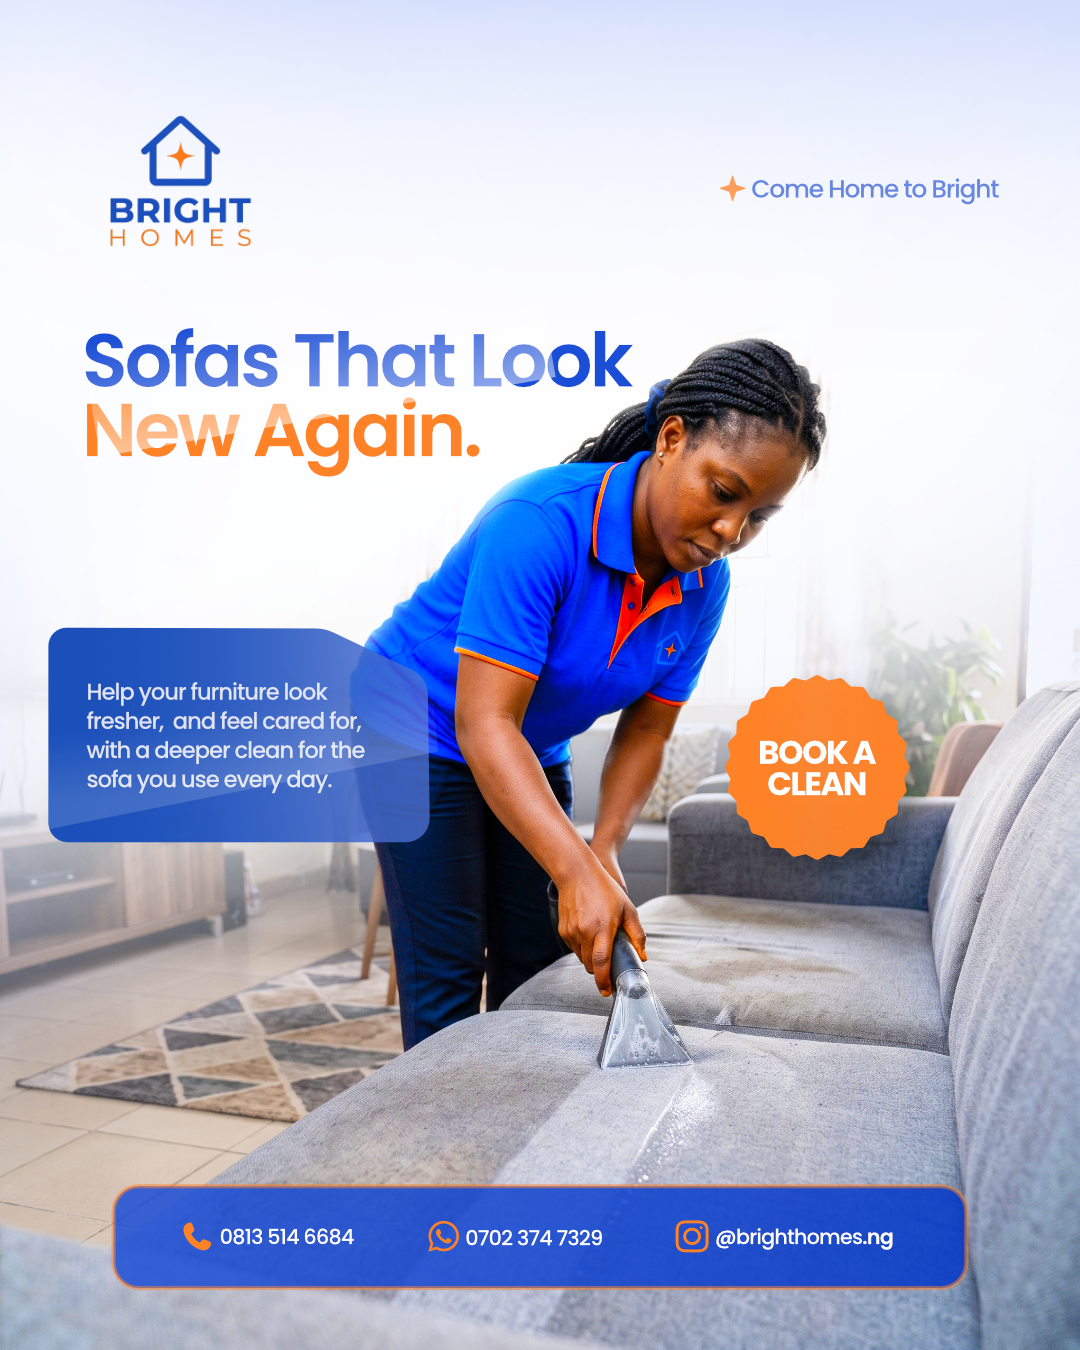 BRIGHT
HOMES
Come Home to Bright
Sofas That Look
New Again.
Help your furniture look
fresher,  and feel cared for,
with a deeper clean for the
sofa you use every day.
BOOK A
CLEAN
0813 514 6684
0702 374 7329
@brighthomes.ng